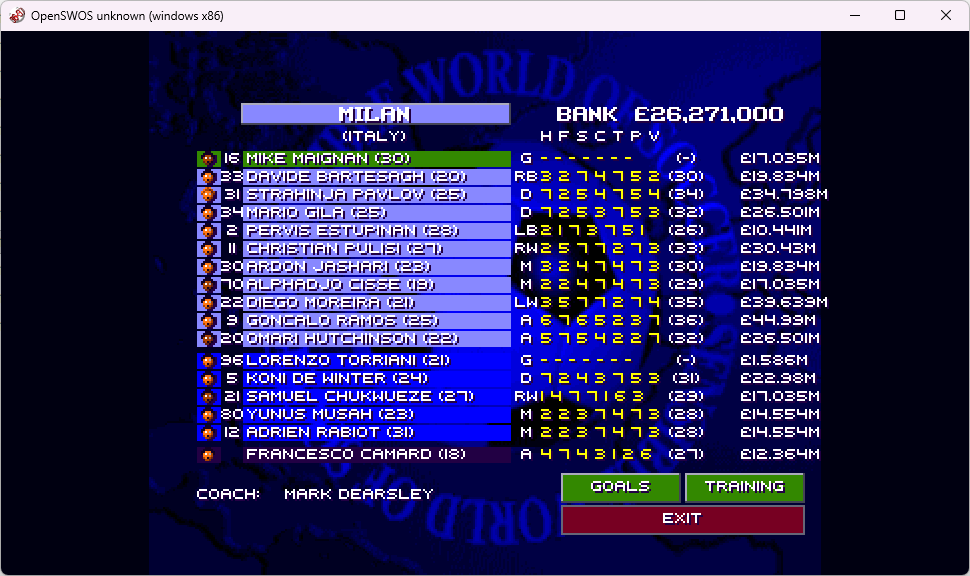 OpenSWOS unknown (windows x86)
THE WORLD OF
MILAN BANK £26,271,000
(ITALY) H F S C T P V
16 MIKE MAIGNAN (30) G - - - - - - - (-) £17.035M
33 DAVIDE BARTESAGH (20) RB 3 2 7 4 7 5 2 (30) £19.834M
31 STRAHINJA PAVLOV (25) D 7 2 5 4 7 5 4 (34) £34.798M
34 MARIO GILA (25) D 7 2 5 3 7 5 3 (32) £26.501M
2 PERVIS ESTUPINAN (28) LB 2 1 7 3 7 5 1 (26) £10.441M
11 CHRISTIAN PULISI (27) RW 2 5 7 7 2 7 3 (33) £30.43M
30 ARDON JASHARI (23) M 3 2 4 7 4 7 3 (30) £19.834M
70 ALPHADJO CISSE (19) M 2 2 4 7 4 7 3 (29) £17.035M
22 DIEGO MOREIRA (21) LW 3 5 7 7 2 7 4 (35) £39.639M
9 GONCALO RAMOS (25) A 6 7 6 5 2 3 7 (36) £44.99M
20 OMARI HUTCHINSON (22) A 5 7 5 4 2 2 7 (32) £26.501M
96 LORENZO TORRIANI (21) G - - - - - - - (-) £1.586M
5 KONI DE WINTER (24) D 7 2 4 3 7 5 3 (31) £22.98M
21 SAMUEL CHUKWUEZE (27) RW 1 4 7 7 1 6 3 (29) £17.035M
80 YUNUS MUSAH (23) M 2 2 3 7 4 7 3 (28) £14.554M
12 ADRIEN RABIOT (31) M 2 2 3 7 4 7 3 (28) £14.554M
FRANCESCO CAMARD (18) A 4 7 4 3 1 2 6 (27) £12.364M
COACH: MARK DEARSLEY
GOALS TRAINING
EXIT